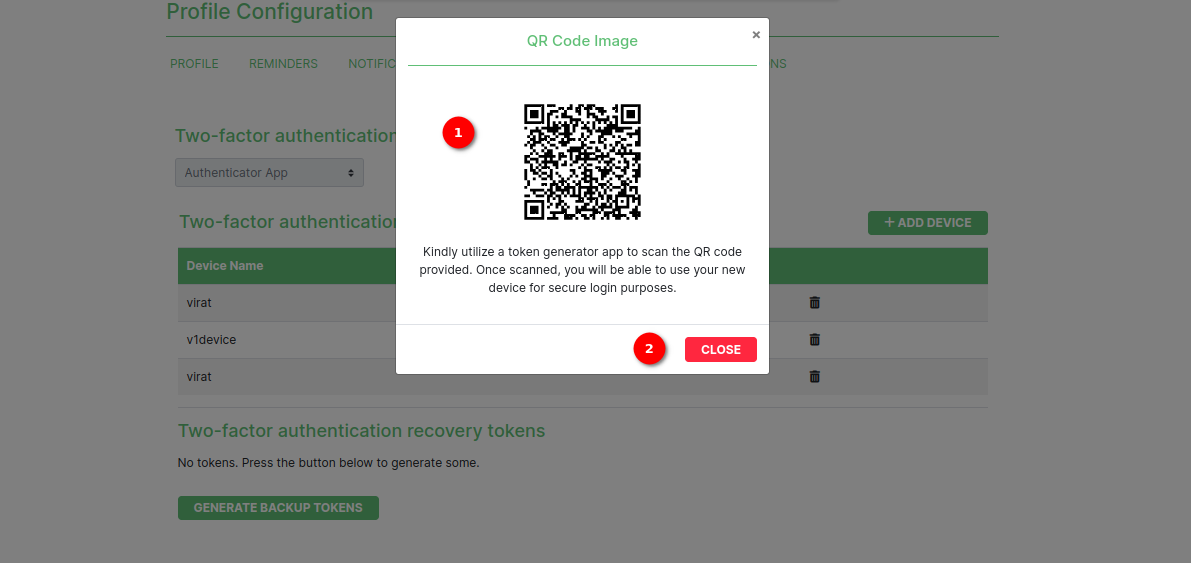 Profile Configuration
QR Code Image
×
PROFILE REMINDERS NOTIFIC NS
1
Two-factor authentication
Authenticator App
Two-factor authentication
+ ADD DEVICE
Kindly utilize a token generator app to scan the QR code
provided. Once scanned, you will be able to use your new
device for secure login purposes.
Device Name
virat
v1device
virat
2
CLOSE
Two-factor authentication recovery tokens
No tokens. Press the button below to generate some.
GENERATE BACKUP TOKENS